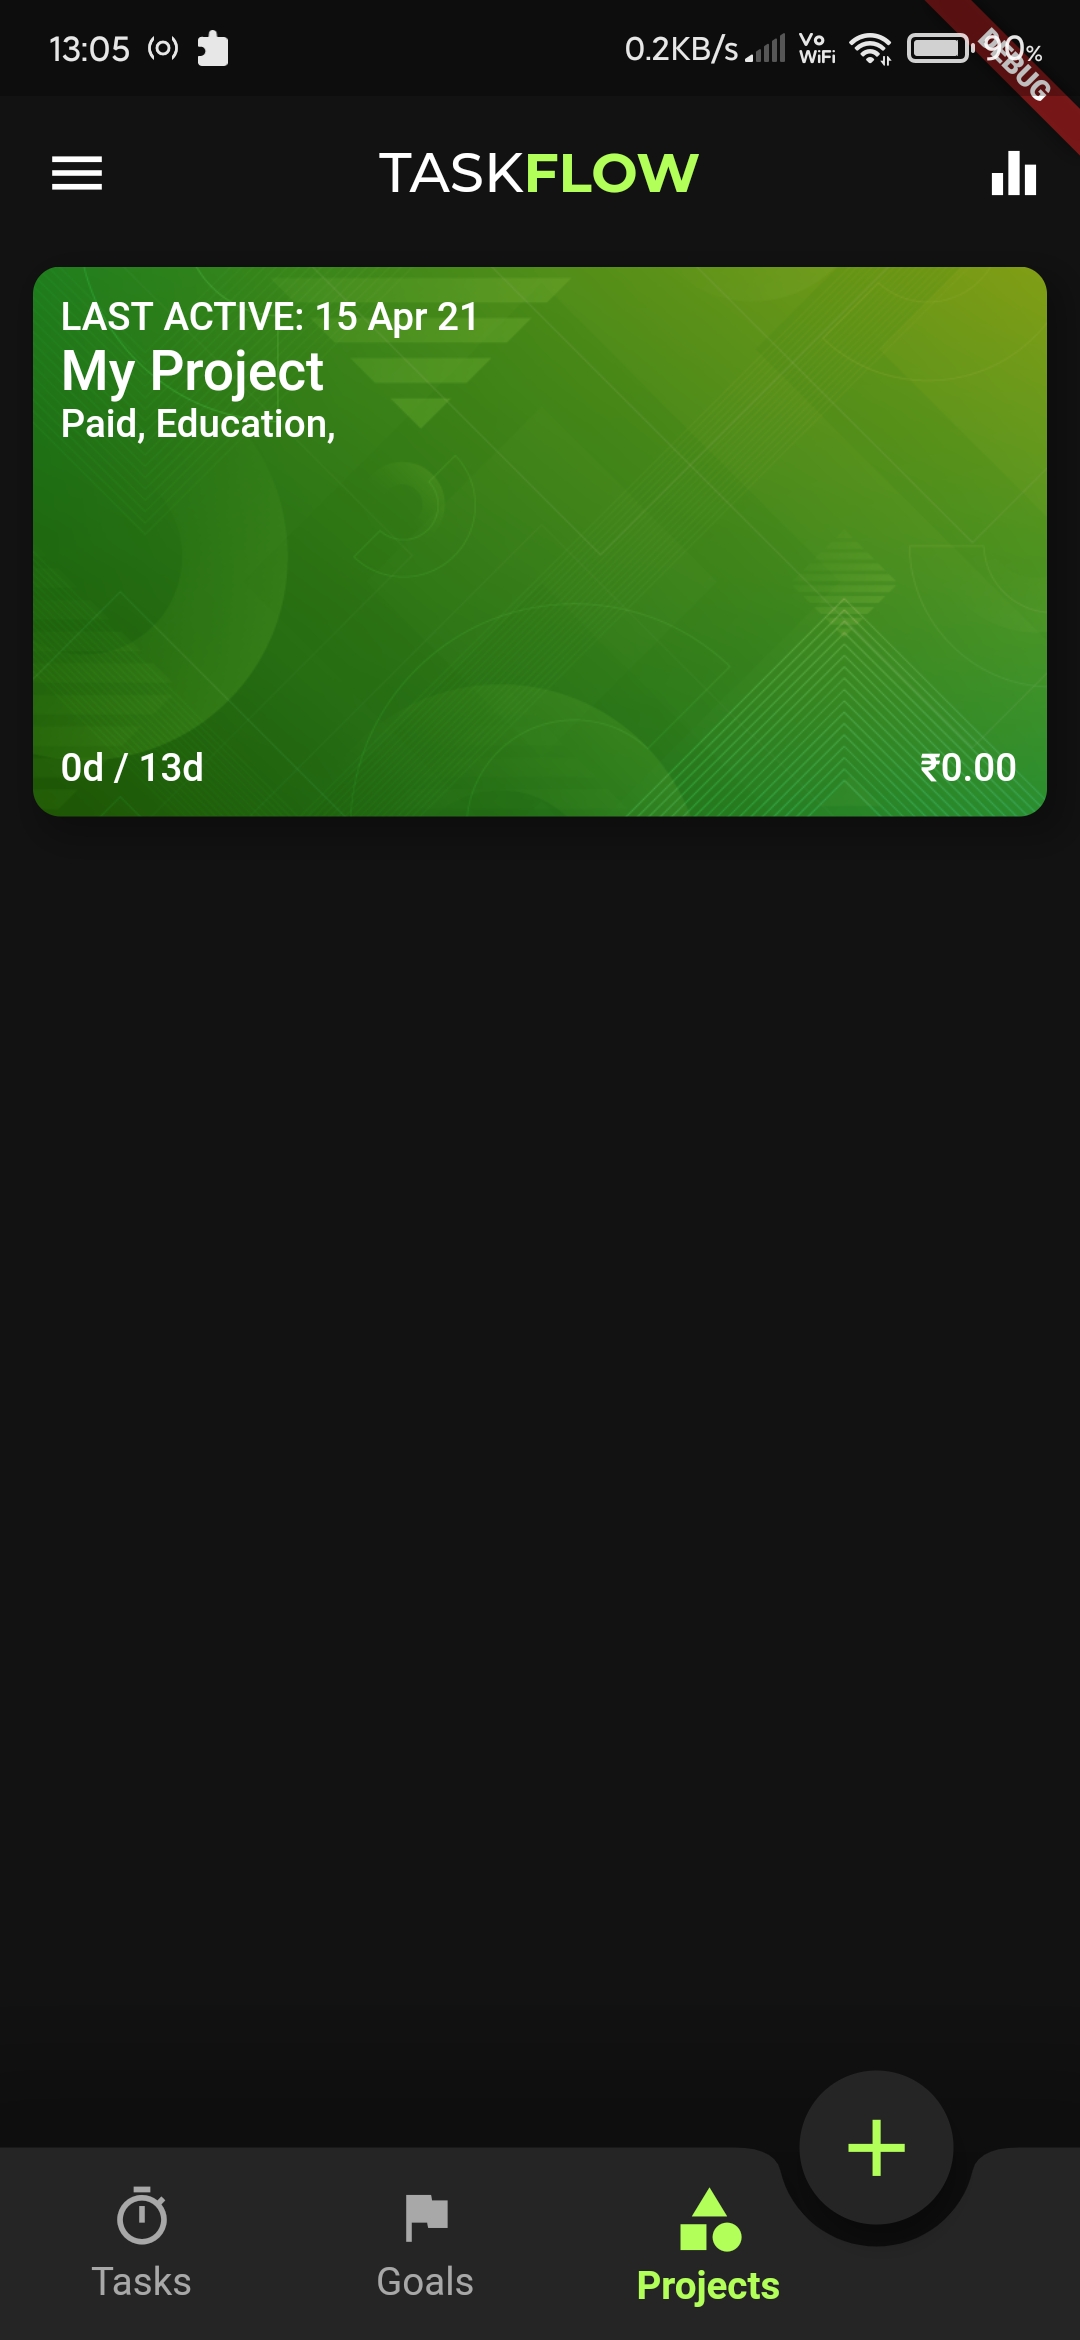 13:05 0.2KB/s Vo WiFi 90%
DEBUG
TASKFLOW
LAST ACTIVE: 15 Apr 21
My Project
Paid, Education,
0d / 13d ₹0.00
Tasks Goals Projects